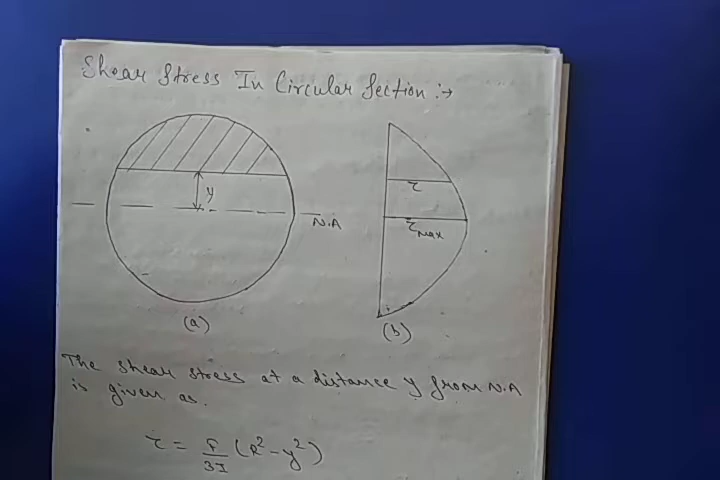 Shear Stress In Circular Section :→
y
N.A
τ
τmax
(a)
(b)
The shear stress at a distance y from N.A
is given as.
τ = F/3I (R² - y²)